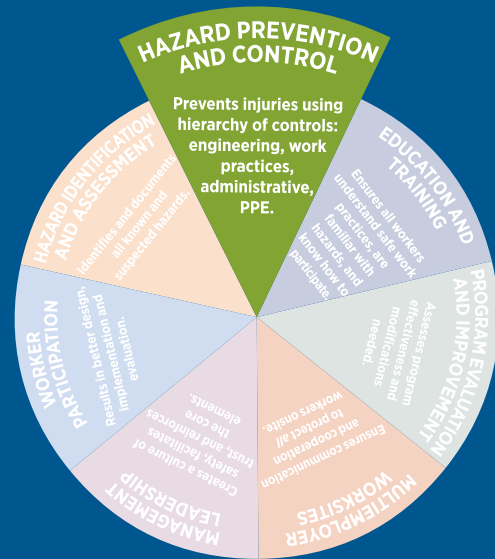 HAZARD PREVENTION
AND CONTROL
Prevents injuries using
hierarchy of controls:
engineering, work
practices,
administrative,
PPE.
EDUCATION AND
TRAINING
Ensures all workers
understand safe work
practices, are
familiar with
hazards, and
know how to
participate.
PROGRAM EVALUATION
AND IMPROVEMENT
Assesses program
effectiveness and
modifications
needed.
MULTIEMPLOYER
WORKSITES
Ensures communication
and cooperation
to protect all
workers onsite.
MANAGEMENT
LEADERSHIP
Creates a culture of
safety, facilitates
trust, and reinforces
the core
elements.
WORKER
PARTICIPATION
Results in better design,
implementation and
evaluation.
HAZARD IDENTIFICATION
AND ASSESSMENT
Identifies and documents
all known and
suspected hazards.